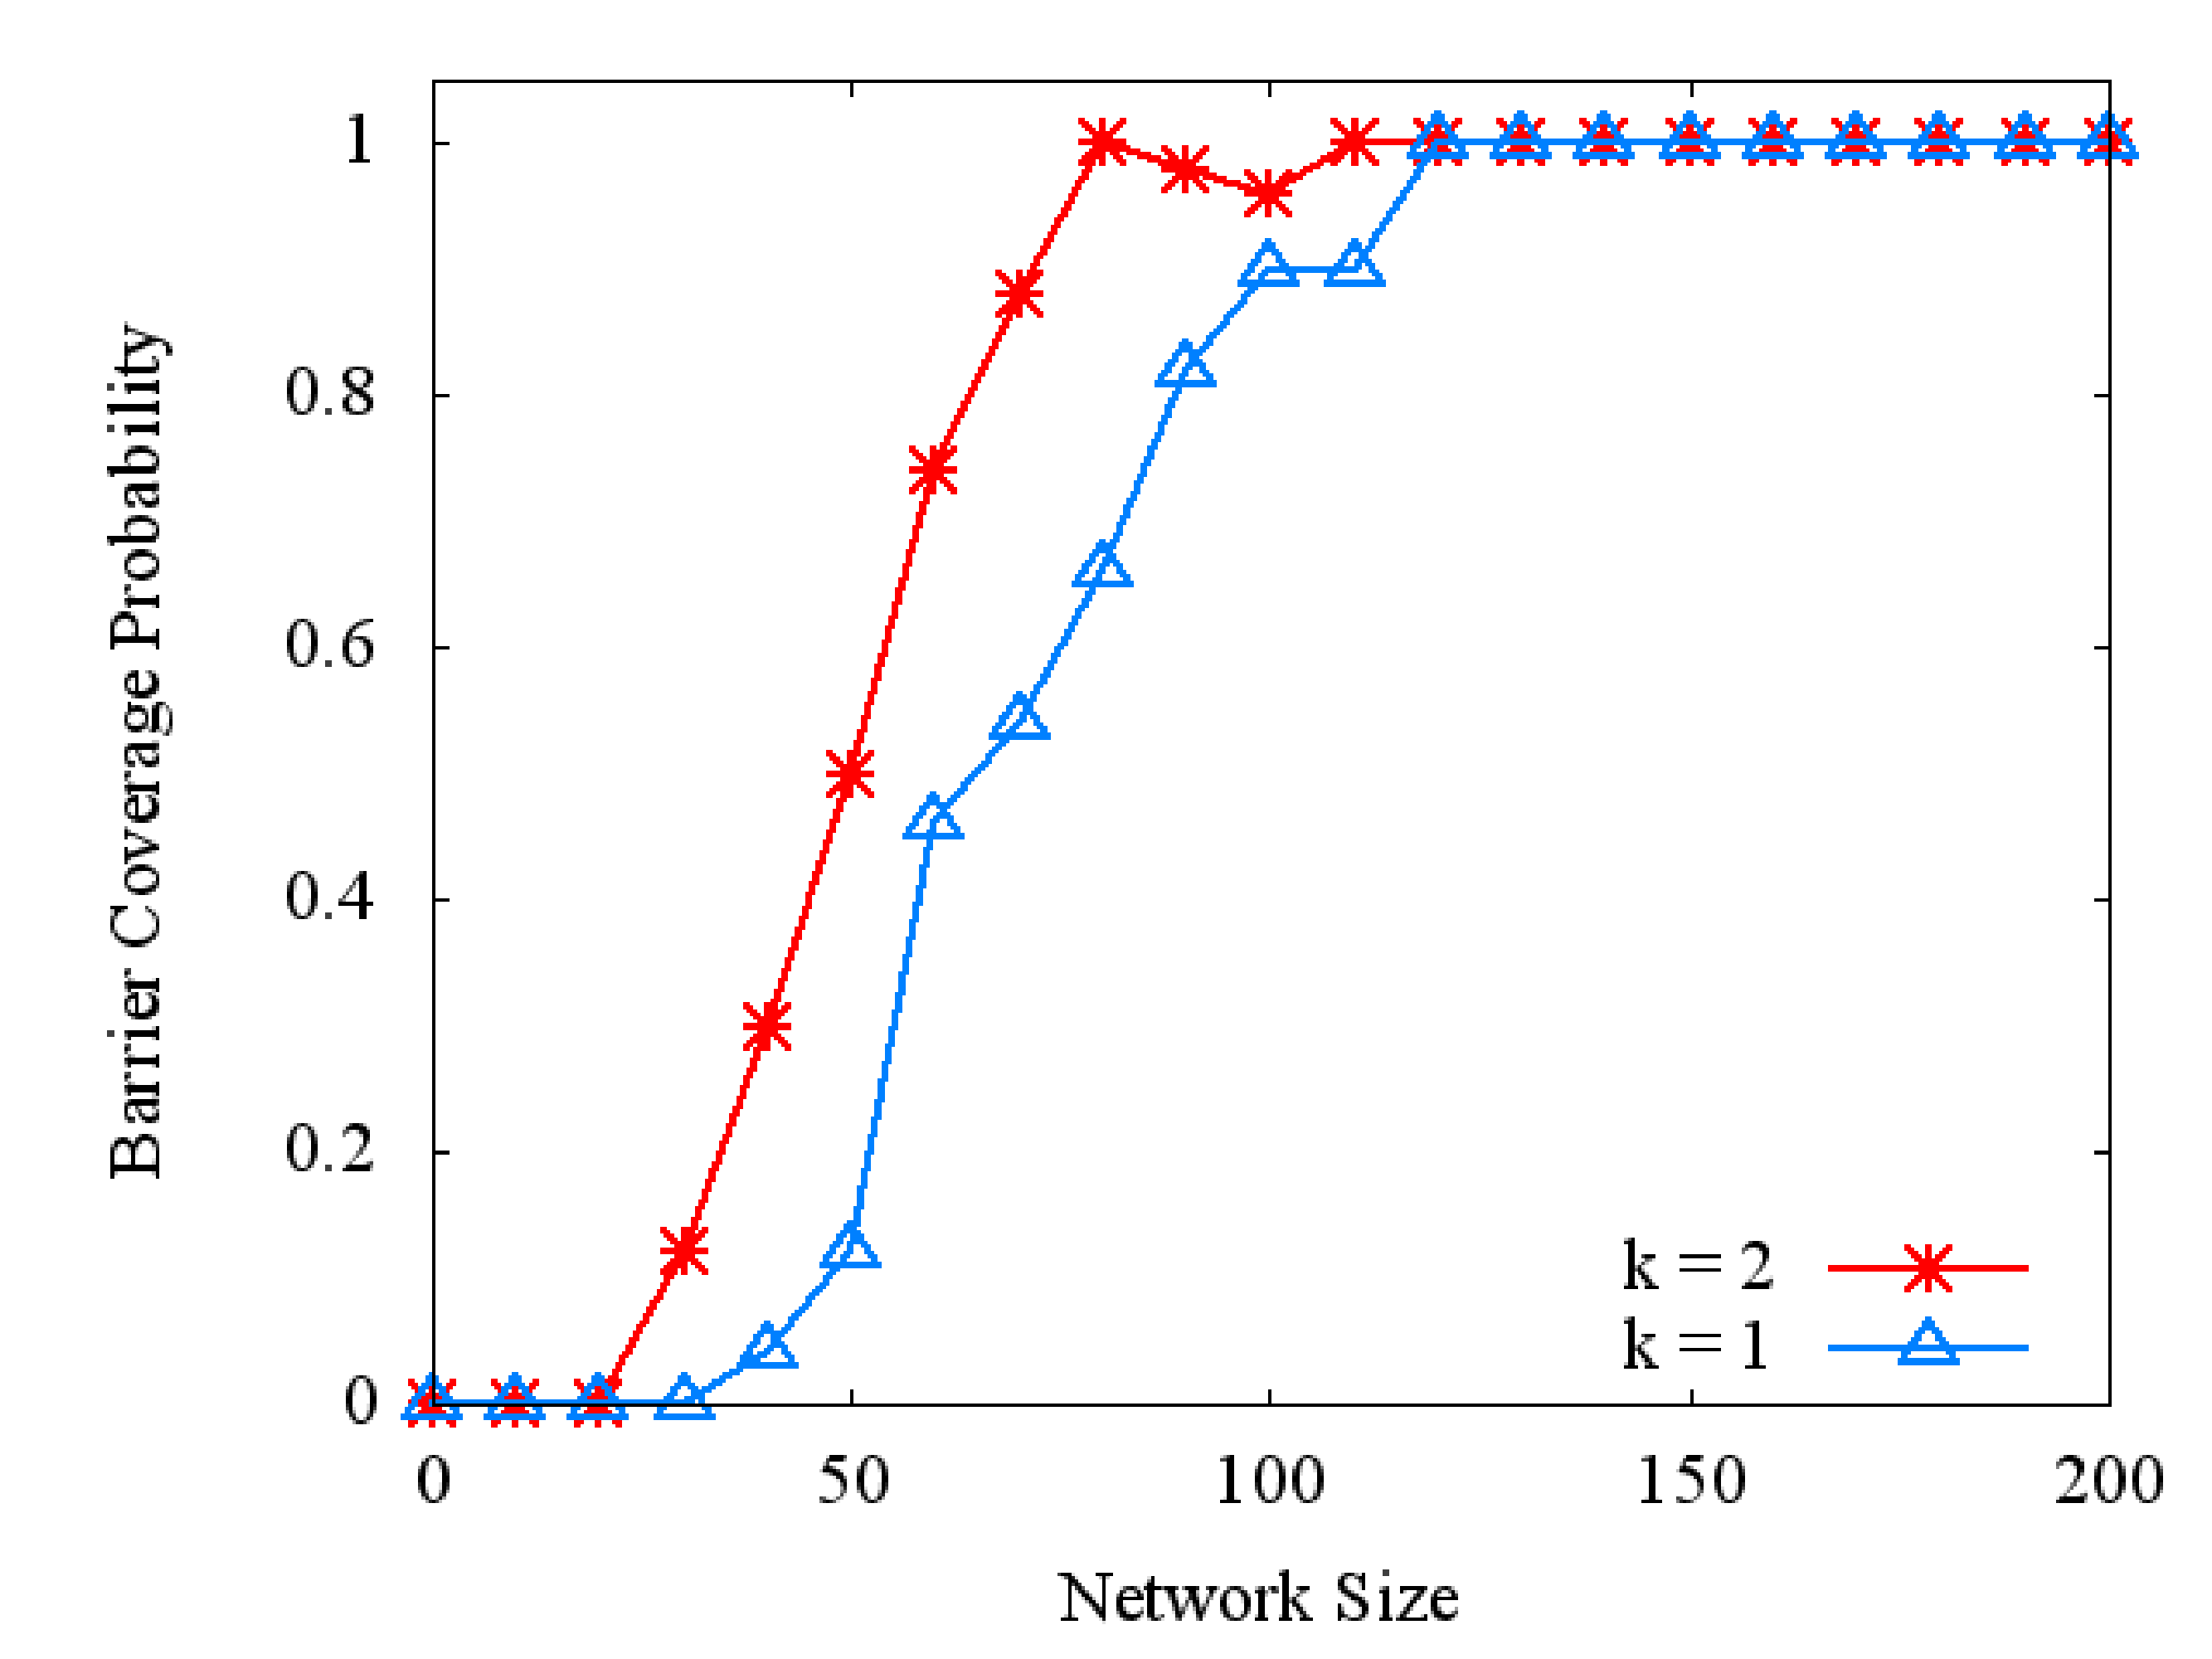 1
0.8
0.6
0.4
0.2
0
Barrier Coverage Probability
k = 2
k = 1
0 50 100 150 200
Network Size